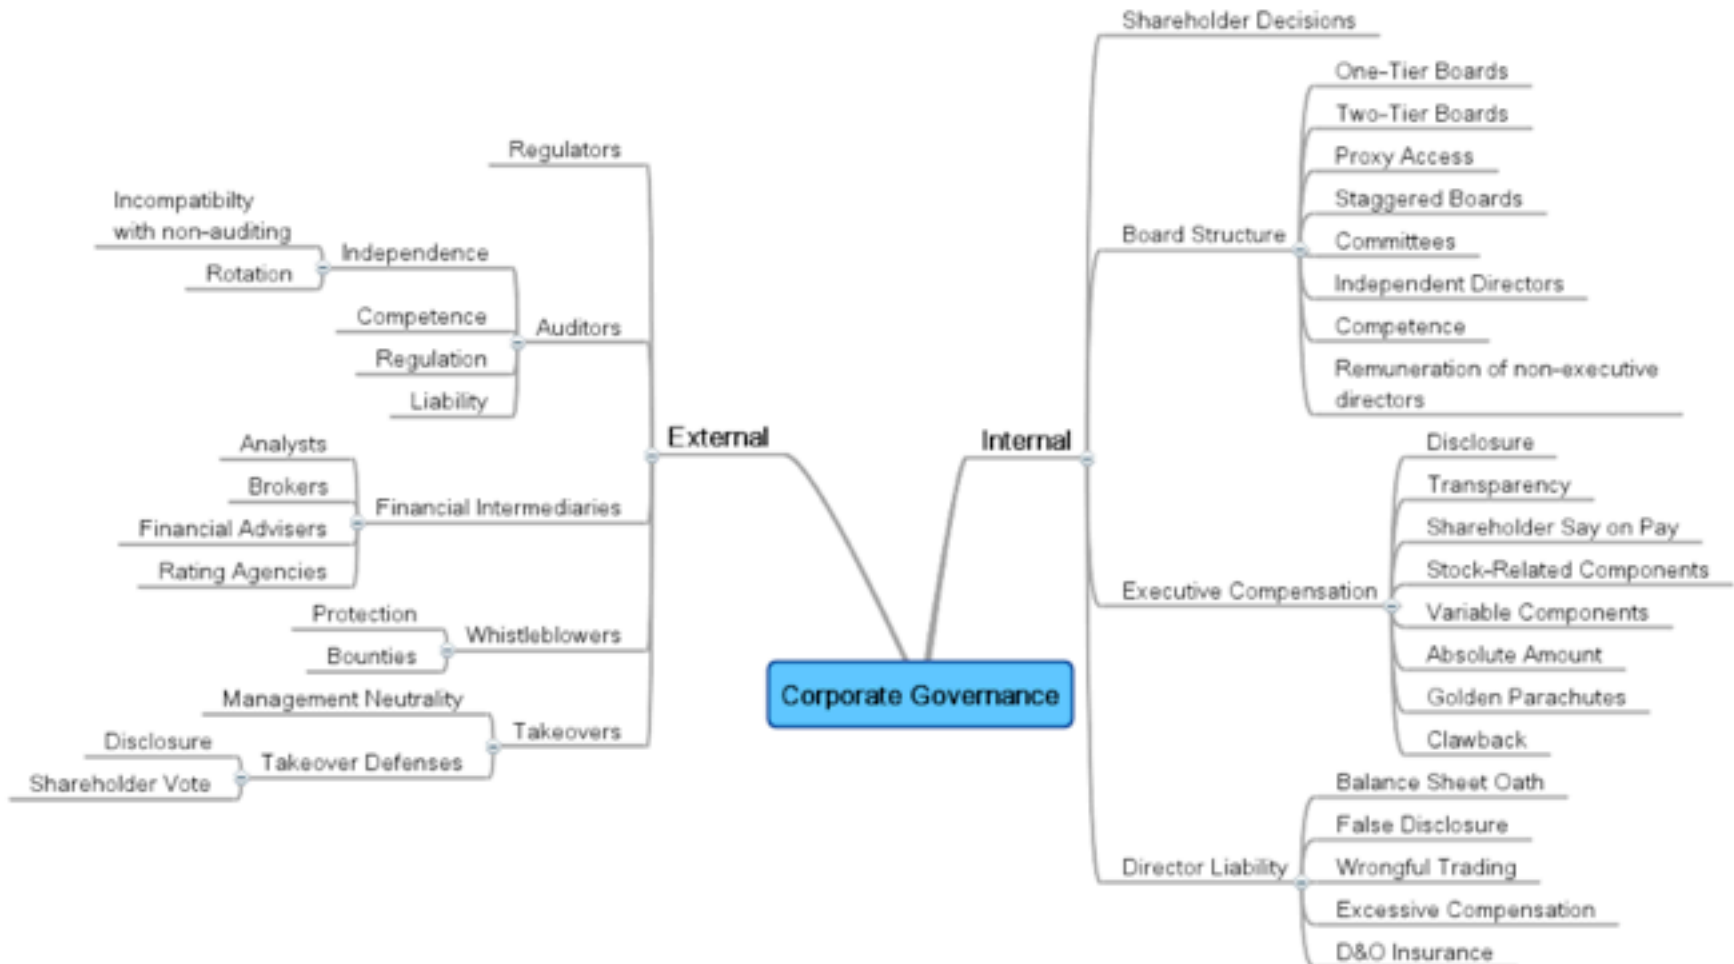 Shareholder Decisions
One-Tier Boards
Two-Tier Boards
Proxy Access
Staggered Boards
Board Structure
Committees
Independent Directors
Competence
Remuneration of non-executive
directors
Internal
Disclosure
Transparency
Shareholder Say on Pay
Stock-Related Components
Executive Compensation
Variable Components
Absolute Amount
Golden Parachutes
Clawback
Balance Sheet Oath
False Disclosure
Director Liability
Wrongful Trading
Excessive Compensation
D&O Insurance
Regulators
Incompatibilty
with non-auditing
Independence
Rotation
Competence
Auditors
Regulation
Liability
External
Analysts
Brokers
Financial Intermediaries
Financial Advisers
Rating Agencies
Protection
Whistleblowers
Bounties
Management Neutrality
Takeovers
Disclosure
Takeover Defenses
Shareholder Vote
Corporate Governance